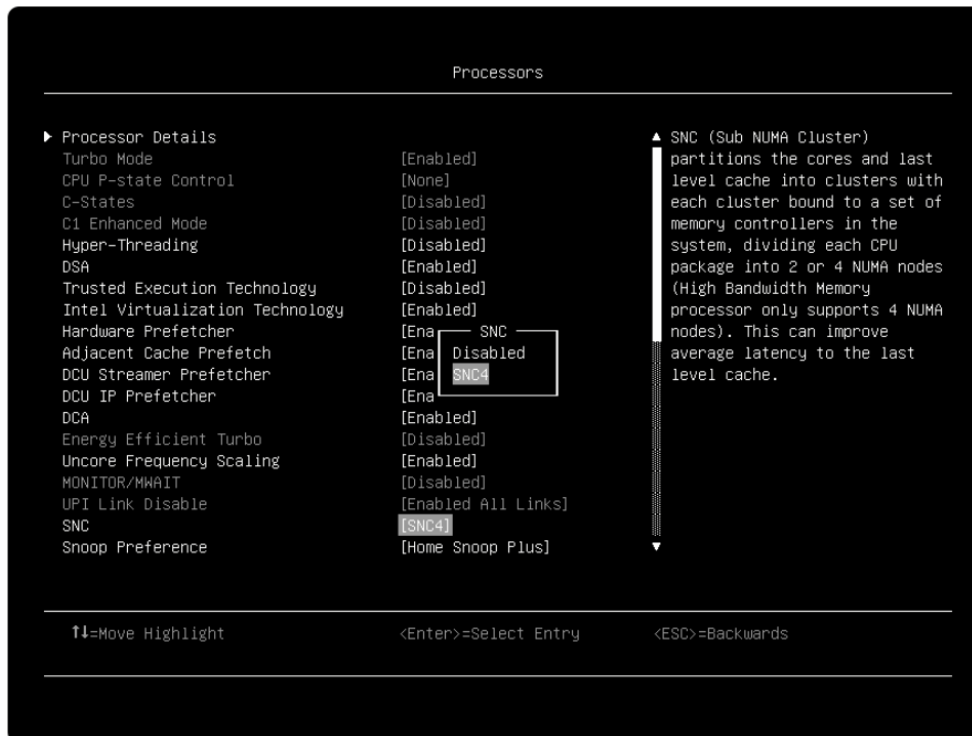 Processors
Processor Details
Turbo Mode [Enabled]
CPU P-state Control [None]
C-States [Disabled]
C1 Enhanced Mode [Disabled]
Hyper-Threading [Disabled]
DSA [Enabled]
Trusted Execution Technology [Disabled]
Intel Virtualization Technology [Enabled]
Hardware Prefetcher [Ena
Adjacent Cache Prefetch [Ena
DCU Streamer Prefetcher [Ena
DCU IP Prefetcher [Ena
DCA [Enabled]
Energy Efficient Turbo [Disabled]
Uncore Frequency Scaling [Enabled]
MONITOR/MWAIT [Disabled]
UPI Link Disable [Enabled All Links]
SNC [SNC4]
Snoop Preference [Home Snoop Plus]
SNC
Disabled
SNC4
SNC (Sub NUMA Cluster)
partitions the cores and last
level cache into clusters with
each cluster bound to a set of
memory controllers in the
system, dividing each CPU
package into 2 or 4 NUMA nodes
(High Bandwidth Memory
processor only supports 4 NUMA
nodes). This can improve
average latency to the last
level cache.
↑↓=Move Highlight <Enter>=Select Entry <ESC>=Backwards